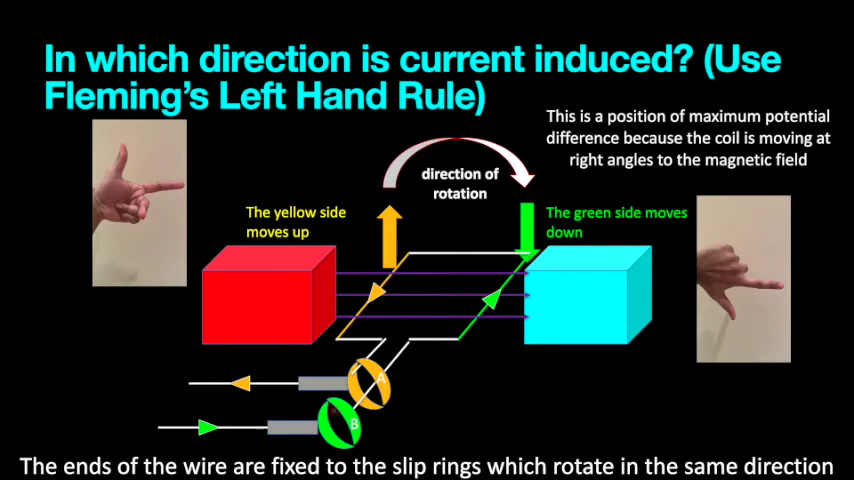 In which direction is current induced? (Use
Fleming's Left Hand Rule)
This is a position of maximum potential
difference because the coil is moving at
right angles to the magnetic field
direction of
rotation
The yellow side
moves up
The green side moves
down
A
B
The ends of the wire are fixed to the slip rings which rotate in the same direction